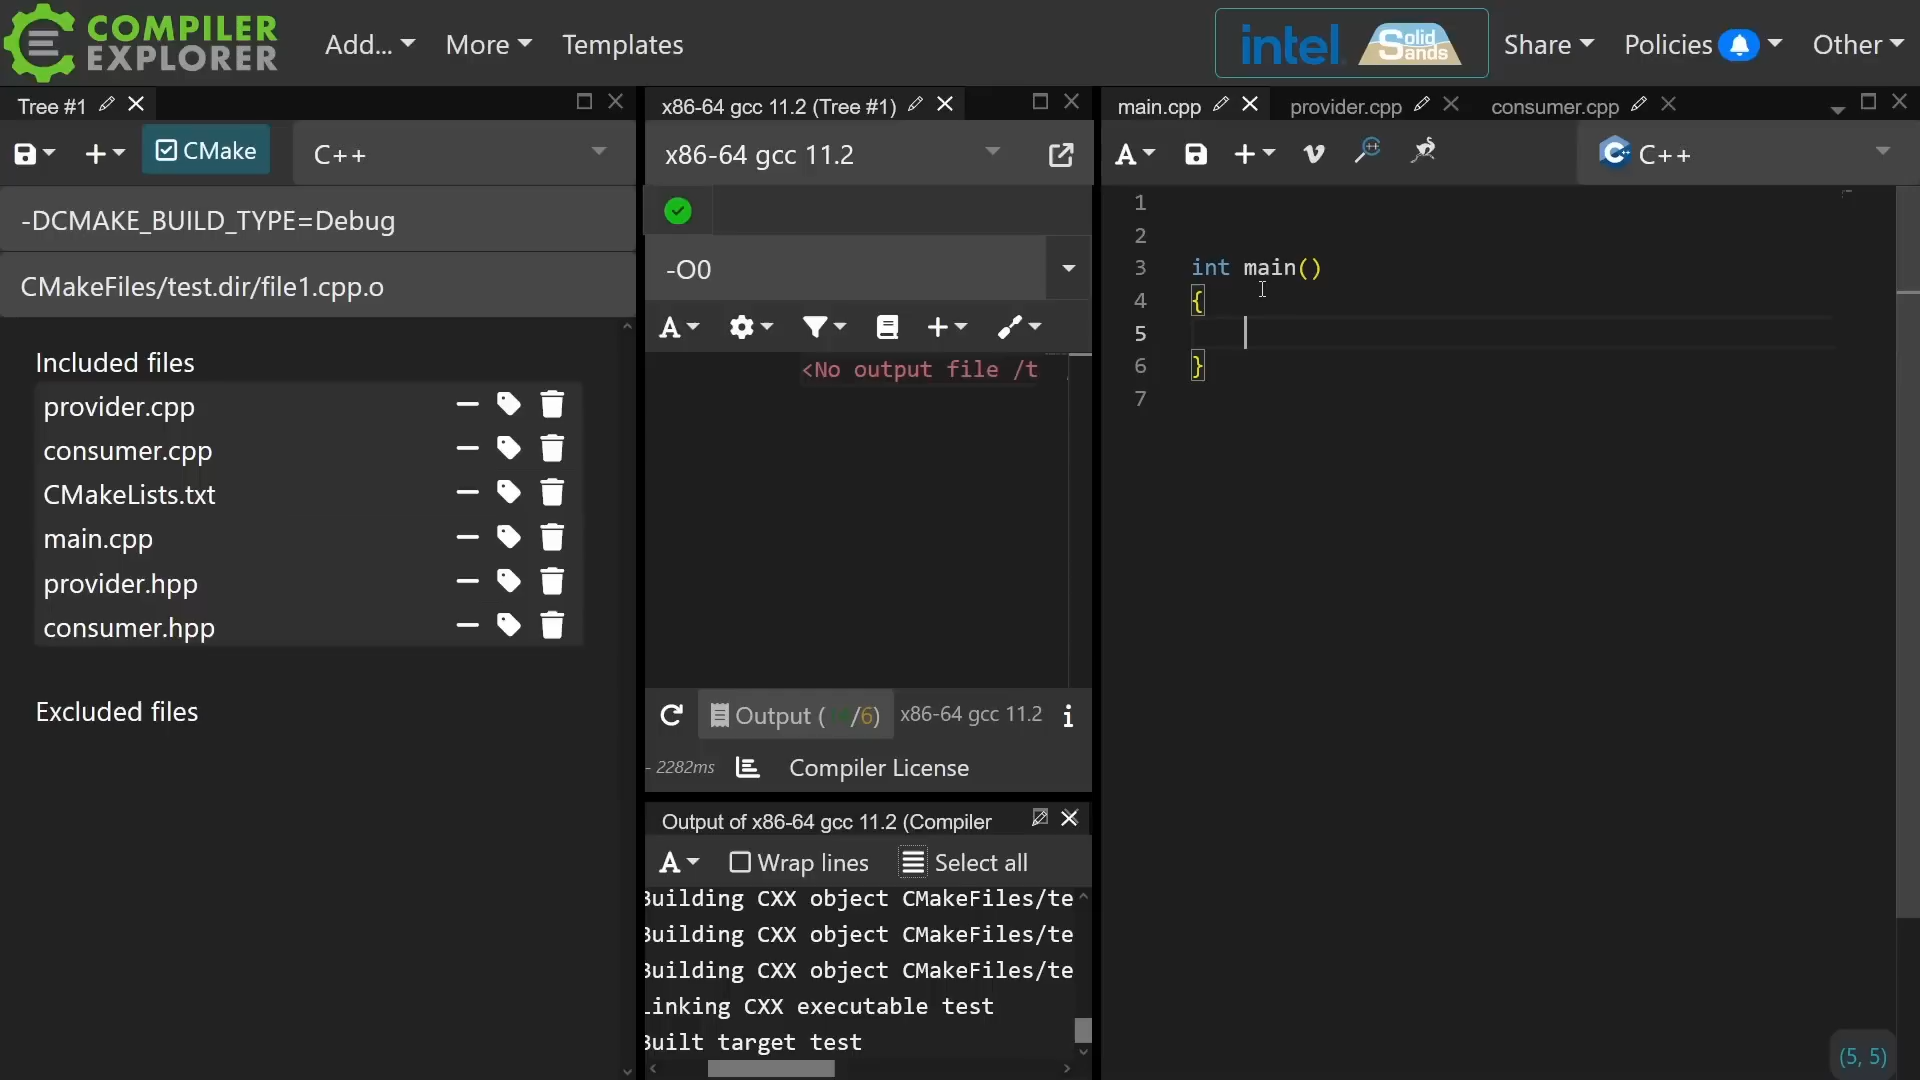 COMPILER EXPLORER
Add... More Templates
intel Solid Sands
Share Policies Other
Tree #1
CMake
C++
-DCMAKE_BUILD_TYPE=Debug
CMakeFiles/test.dir/file1.cpp.o
Included files
provider.cpp
consumer.cpp
CMakeLists.txt
main.cpp
provider.hpp
consumer.hpp
Excluded files
x86-64 gcc 11.2 (Tree #1)
x86-64 gcc 11.2
-O0
A
<No output file /t
Output ( /6) x86-64 gcc 11.2
- 2282ms Compiler License
Output of x86-64 gcc 11.2 (Compiler
A Wrap lines Select all
Building CXX object CMakeFiles/te
Building CXX object CMakeFiles/te
Building CXX object CMakeFiles/te
Linking CXX executable test
Built target test
main.cpp provider.cpp consumer.cpp
A C++
1
2
3 int main()
4 {
5
6 }
7
(5, 5)